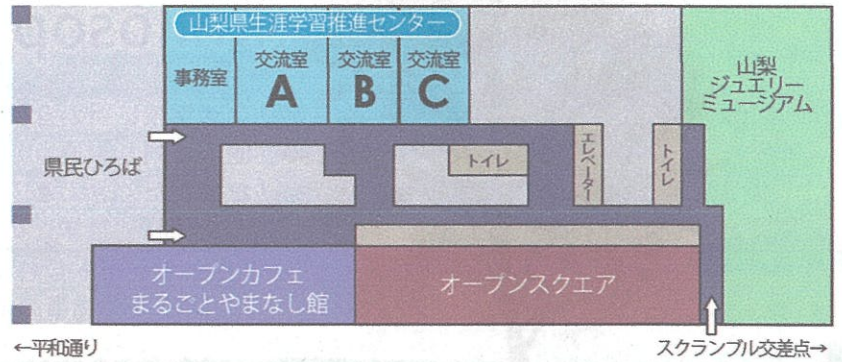 山梨県生涯学習推進センター
事務室
交流室
A
交流室
B
交流室
C
山梨
ジュエリー
ミュージアム
県民ひろば
トイレ
エレベーター
トイレ
オープンカフェ
まるごとやまなし館
オープンスクエア
←平和通り
スクランブル交差点→